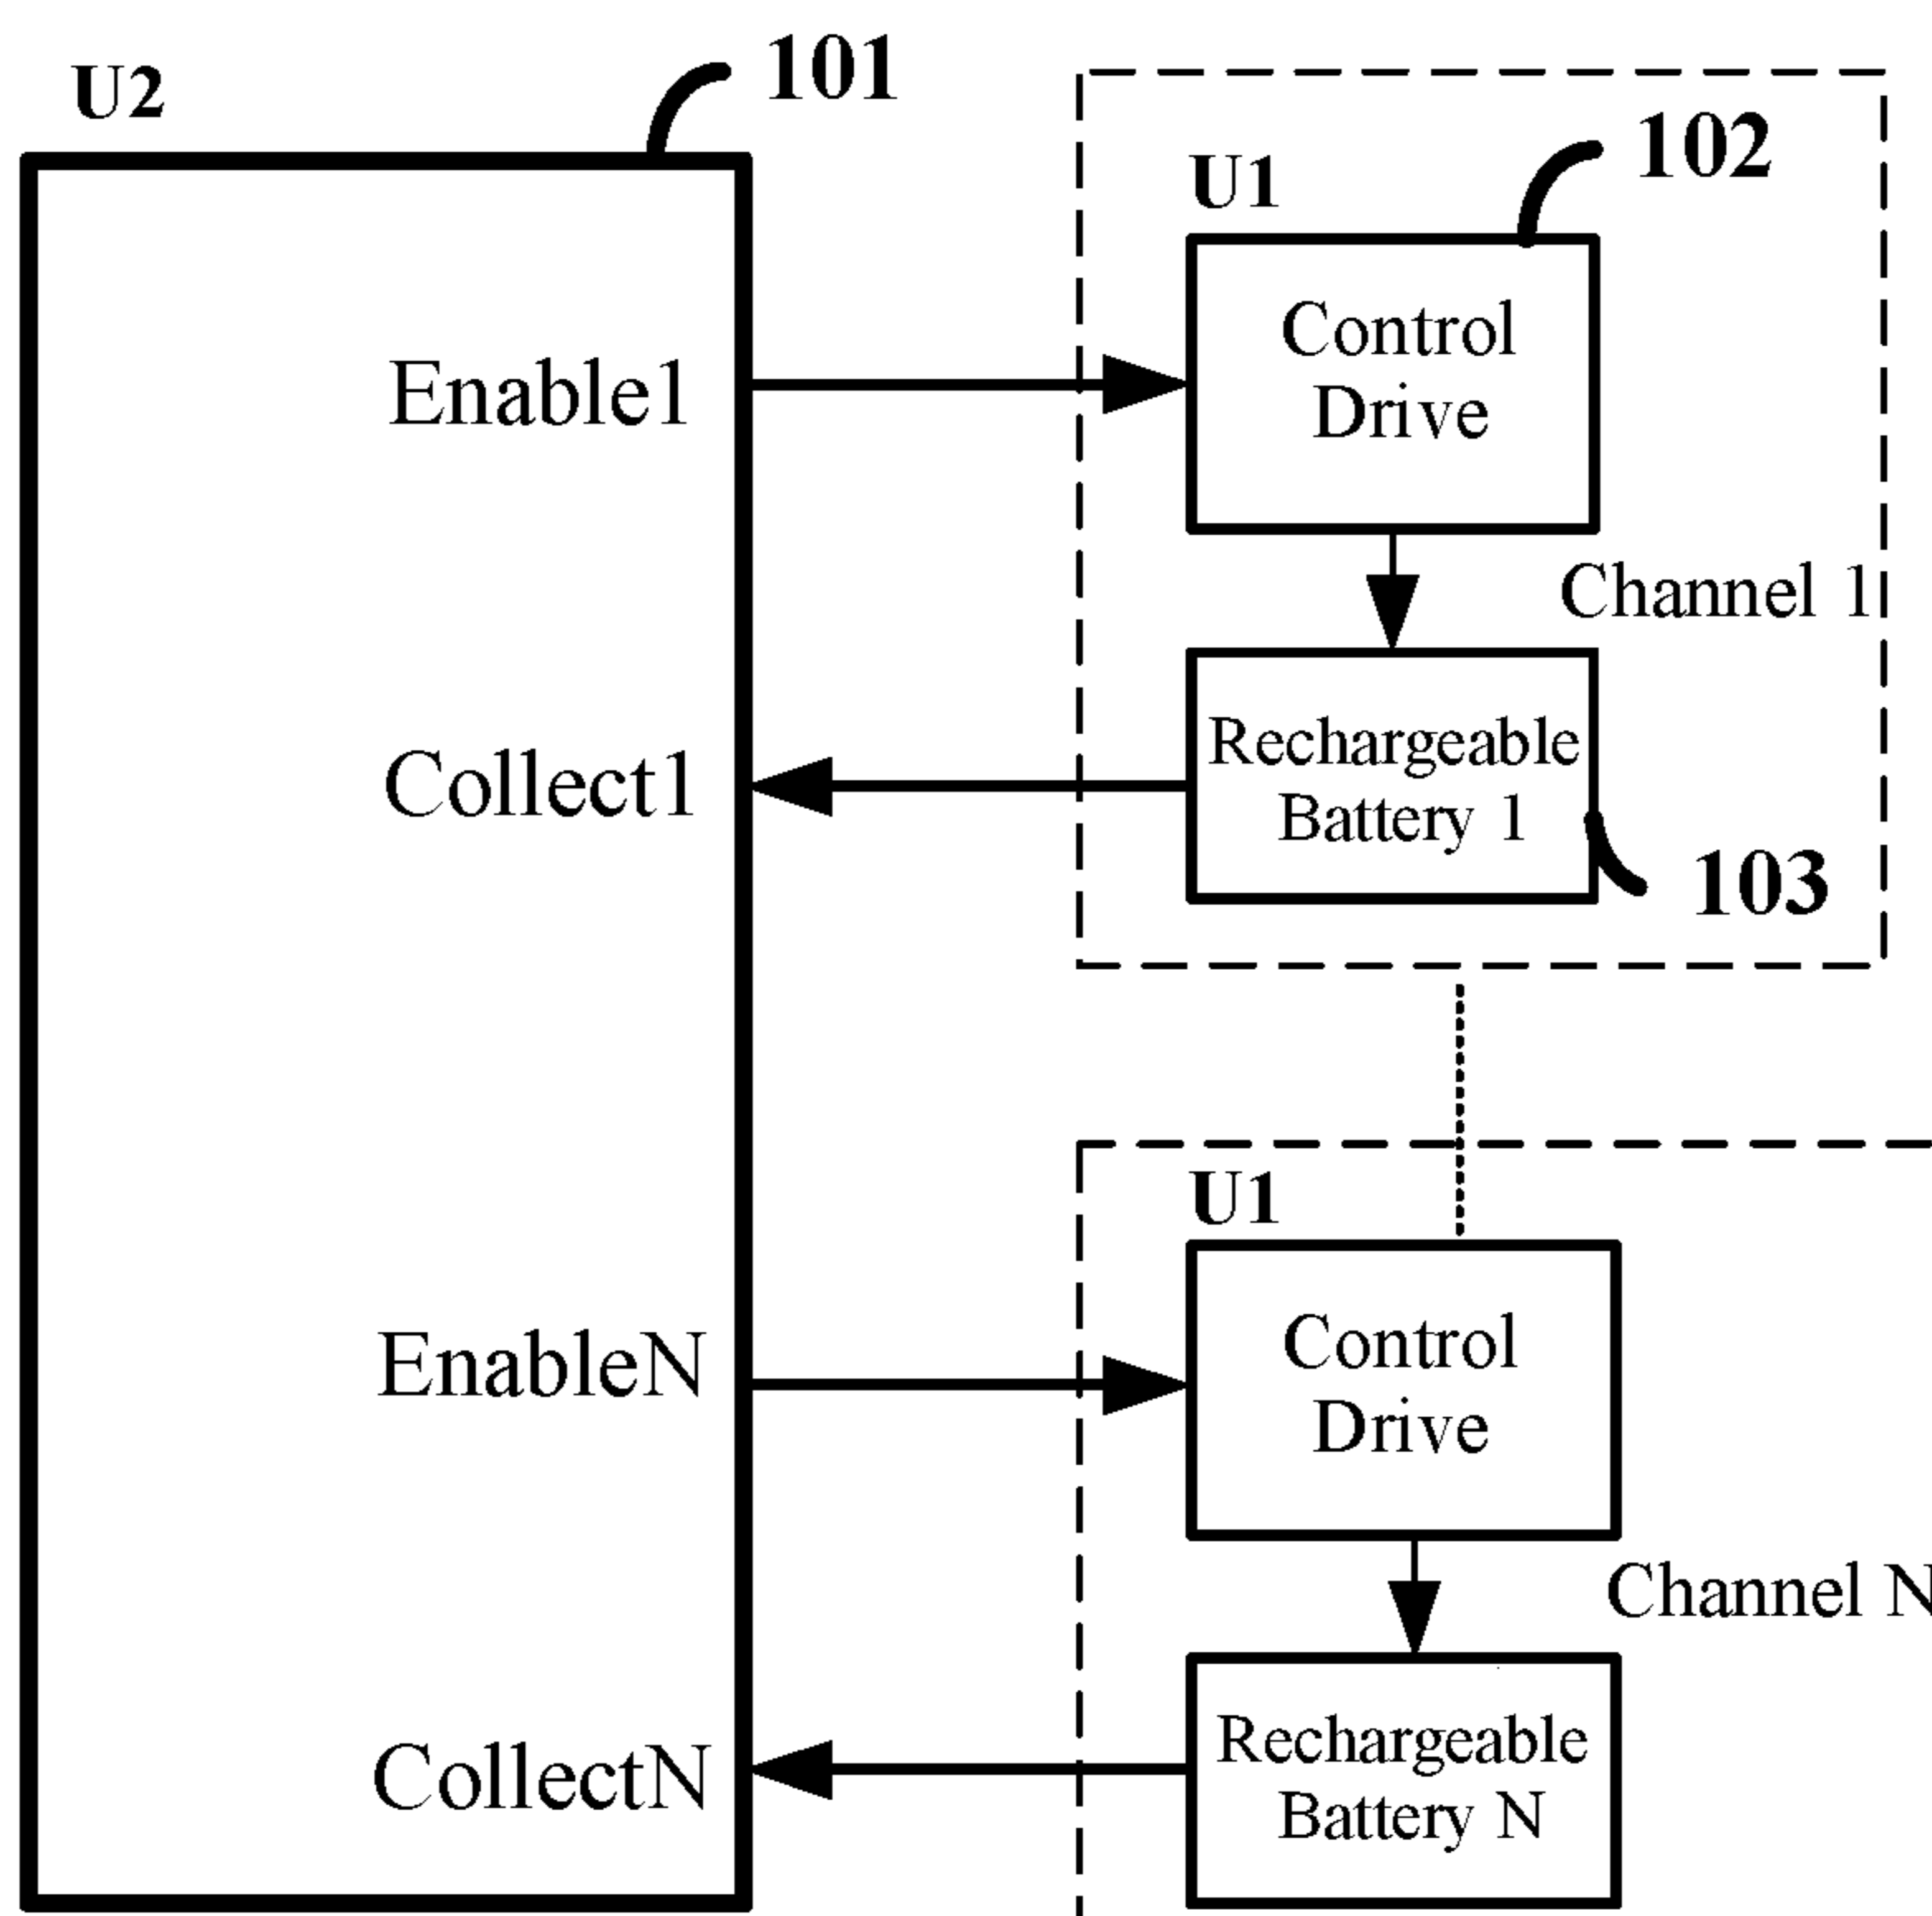 U2
101
102
U1
Enable1
Control
Drive
Channel 1
Collect1
Rechargeable
Battery 1
103
U1
EnableN
Control
Drive
Channel N
CollectN
Rechargeable
Battery N